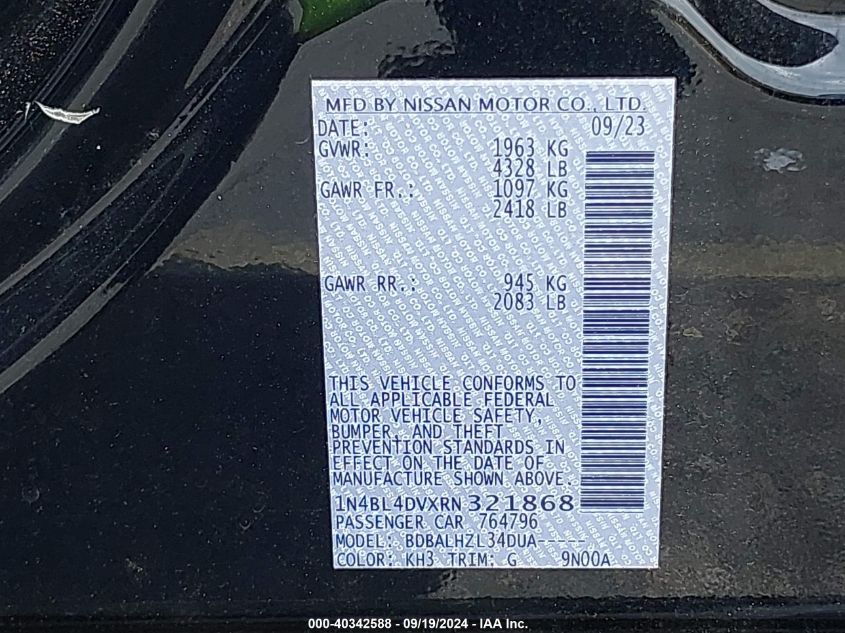 MFD BY NISSAN MOTOR CO., LTD.
DATE: 09/23
GVWR: 1963 KG
4328 LB
GAWR FR.: 1097 KG
2418 LB
GAWR RR.: 945 KG
2083 LB
THIS VEHICLE CONFORMS TO
ALL APPLICABLE FEDERAL
MOTOR VEHICLE SAFETY,
BUMPER, AND THEFT
PREVENTION STANDARDS IN
EFFECT ON THE DATE OF
MANUFACTURE SHOWN ABOVE.
1N4BL4DVXRN321868
PASSENGER CAR 764796
MODEL: BDBALHZL34DUA-----
COLOR: KH3 TRIM: G 9N00A
000-40342588 - 09/19/2024 - IAA Inc.